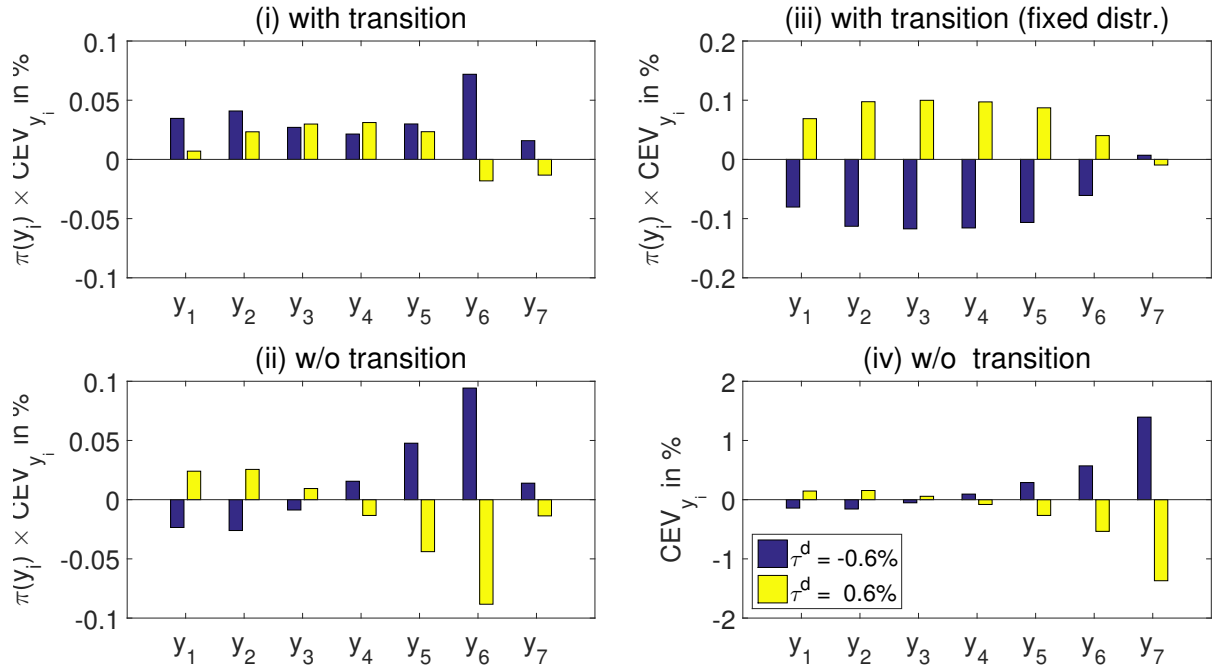 (i) with transition
0.1
0.05
0
-0.05
-0.1
π(y_i) × CEV_{y_i} in %
y_1 y_2 y_3 y_4 y_5 y_6 y_7
(iii) with transition (fixed distr.)
0.2
0.1
0
-0.1
-0.2
π(y_i) × CEV_{y_i} in %
y_1 y_2 y_3 y_4 y_5 y_6 y_7
(ii) w/o transition
0.1
0.05
0
-0.05
-0.1
π(y_i) × CEV_{y_i} in %
y_1 y_2 y_3 y_4 y_5 y_6 y_7
(iv) w/o transition
2
1
0
-1
-2
CEV_{y_i} in %
τ^d = -0.6%
τ^d = 0.6%
y_1 y_2 y_3 y_4 y_5 y_6 y_7